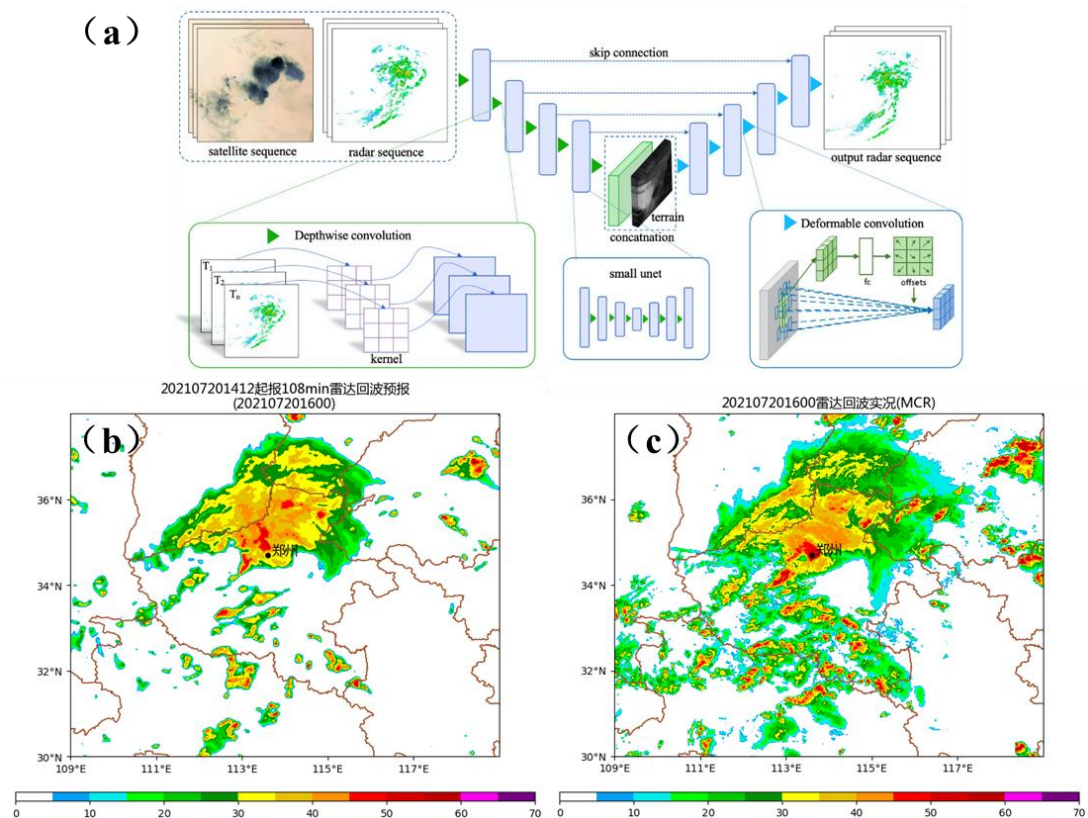 （a）
skip connection
satellite sequence
radar sequence
output radar sequence
terrain
concatnation
Depthwise convolution
T1
T2
Tn
kernel
small unet
Deformable convolution
fc
offsets
202107201412起报108min雷达回波预报
(202107201600)
（b）
36°N
34°N
32°N
30°N
109°E 111°E 113°E 115°E 117°E
郑州
0 10 20 30 40 50 60 70
202107201600雷达回波实况(MCR)
（c）
36°N
34°N
32°N
30°N
109°E 111°E 113°E 115°E 117°E
郑州
0 10 20 30 40 50 60 70